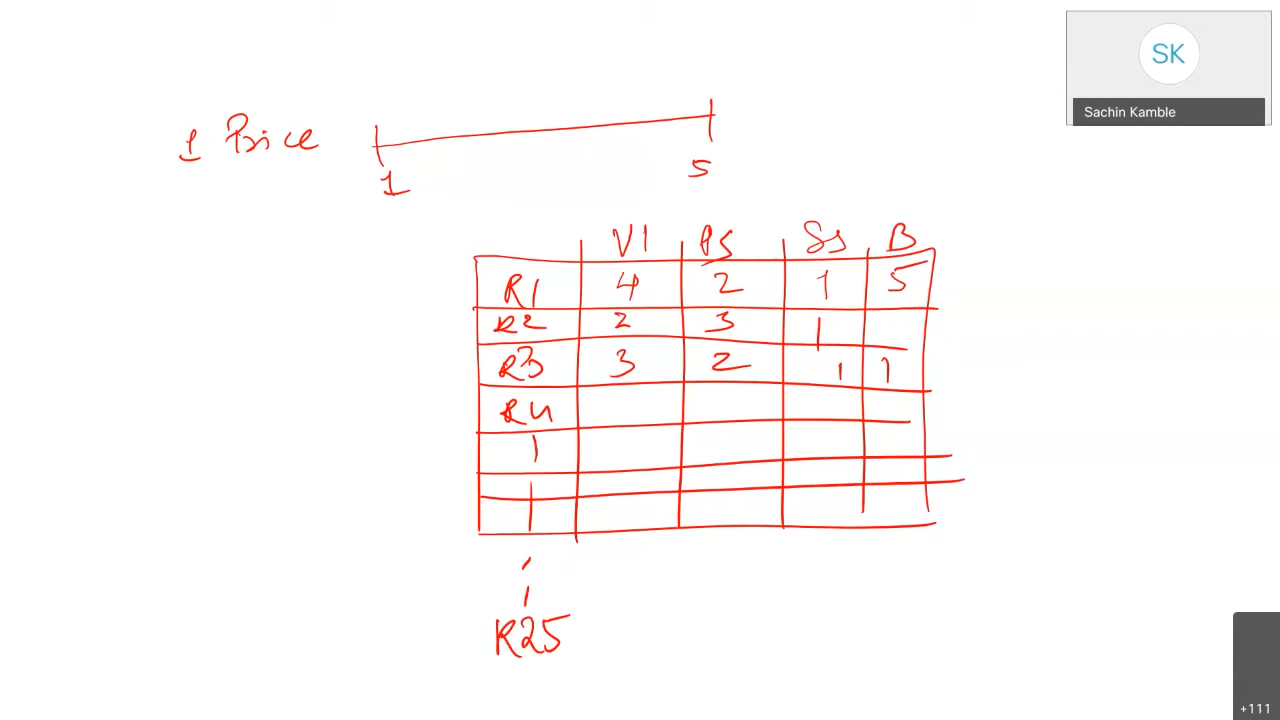 SK
Sachin Kamble
1 Price
1 5
V1 PS SS B
R1 4 2 1 5
R2 2 3 1
R3 3 2 1 1
R4
R25
+111